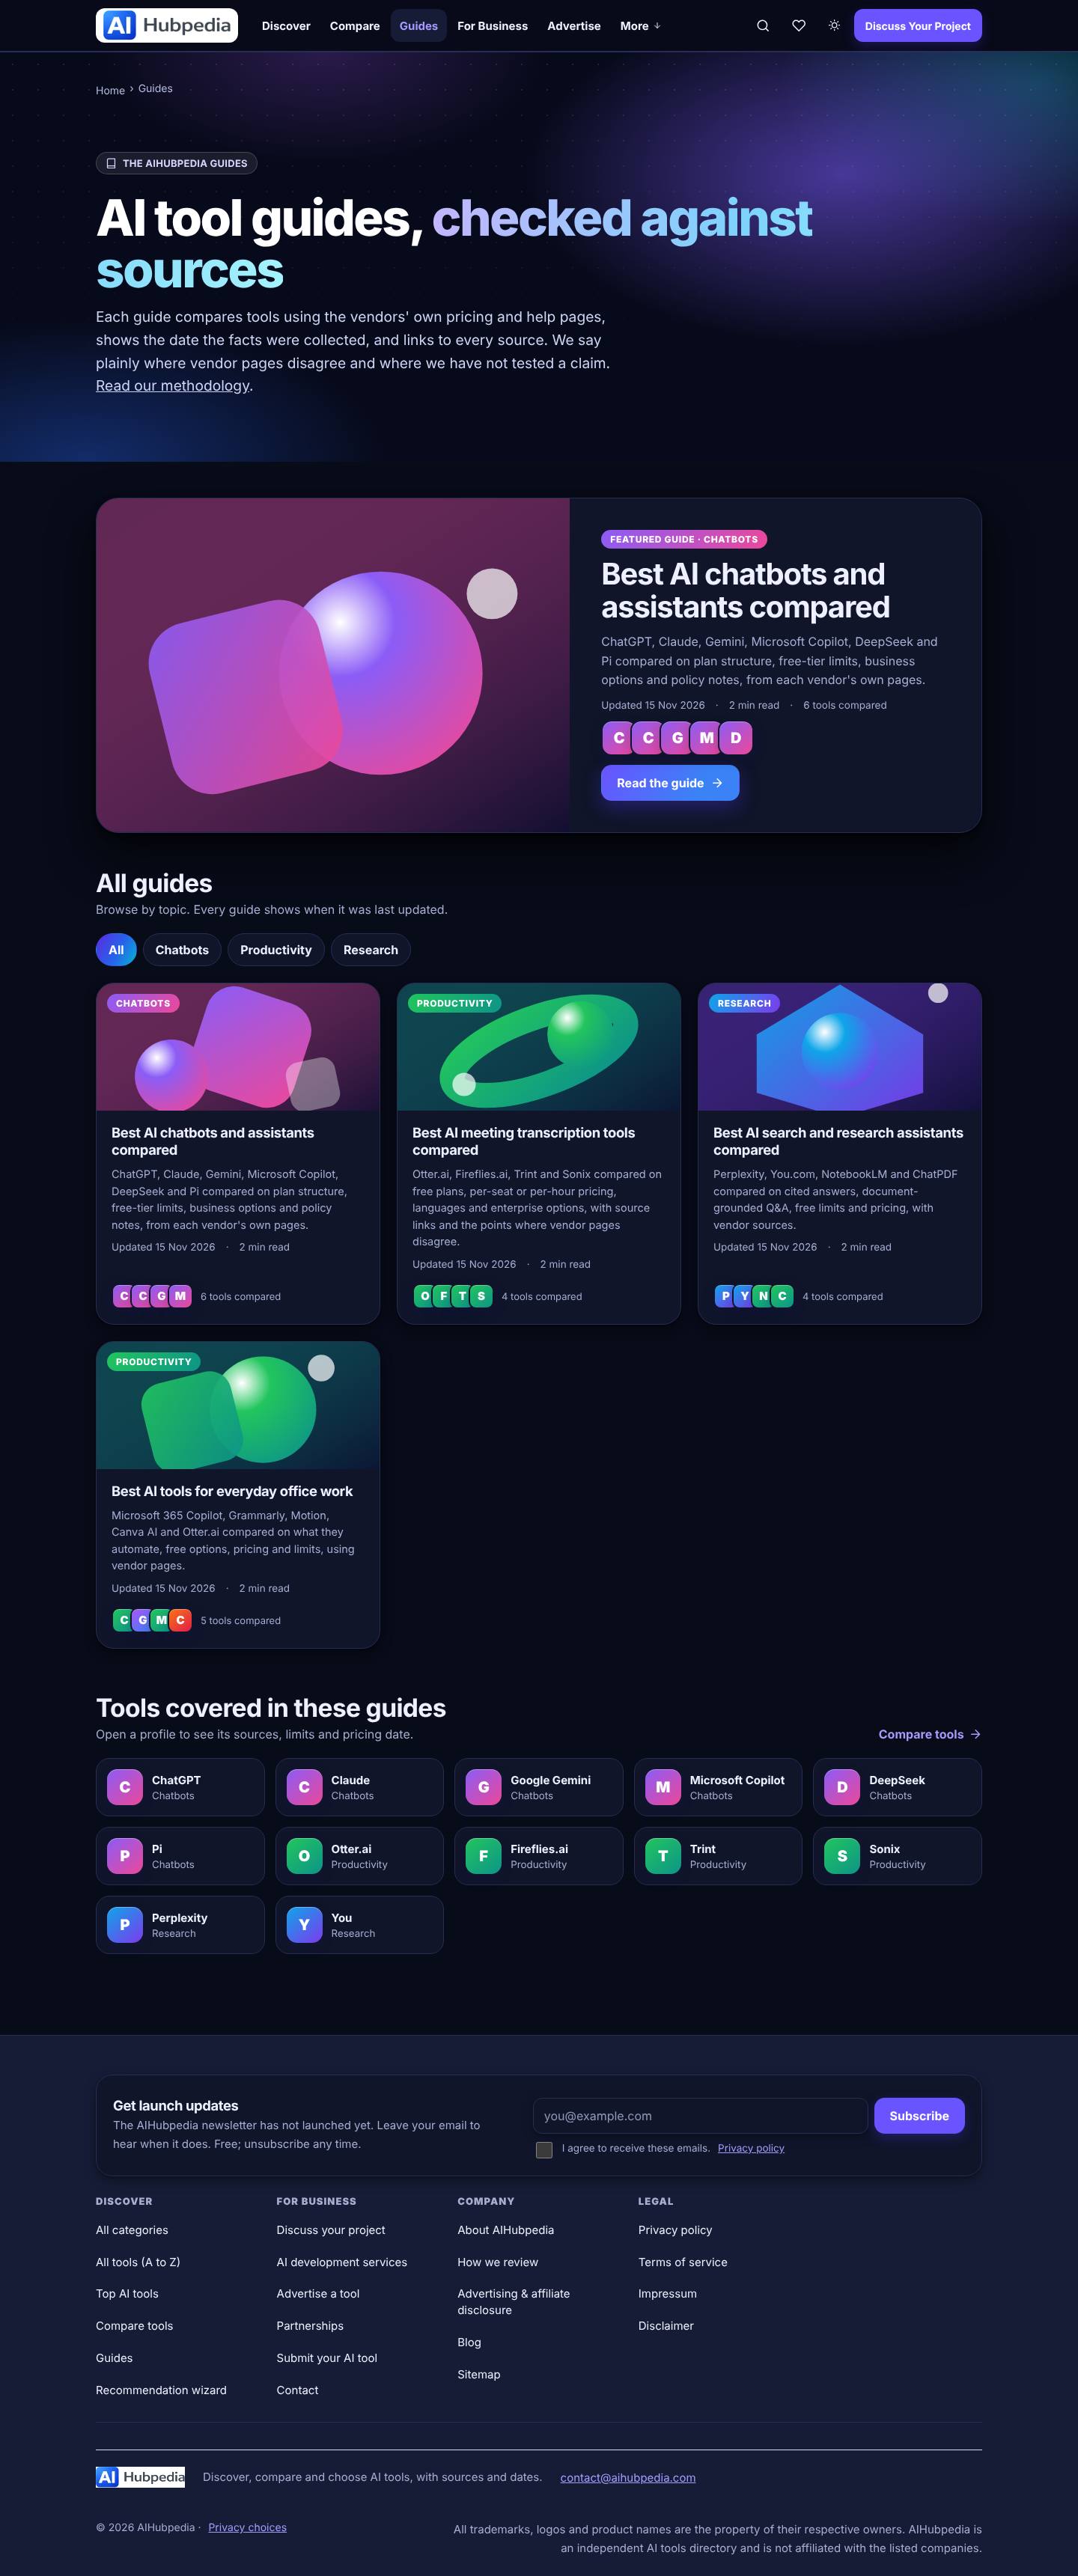 AI Hubpedia
Discover
Compare
Guides
For Business
Advertise
More
Discuss Your Project
Home › Guides
THE AIHUBPEDIA GUIDES
AI tool guides, checked against
sources
Each guide compares tools using the vendors' own pricing and help pages,
shows the date the facts were collected, and links to every source. We say
plainly where vendor pages disagree and where we have not tested a claim.
Read our methodology.
FEATURED GUIDE · CHATBOTS
Best AI chatbots and
assistants compared
ChatGPT, Claude, Gemini, Microsoft Copilot, DeepSeek and
Pi compared on plan structure, free-tier limits, business
options and policy notes, from each vendor's own pages.
Updated 15 Nov 2026 · 2 min read · 6 tools compared
C C G M D
Read the guide
All guides
Browse by topic. Every guide shows when it was last updated.
All
Chatbots
Productivity
Research
CHATBOTS
Best AI chatbots and assistants
compared
ChatGPT, Claude, Gemini, Microsoft Copilot,
DeepSeek and Pi compared on plan structure,
free-tier limits, business options and policy
notes, from each vendor's own pages.
Updated 15 Nov 2026 · 2 min read
C C G M 6 tools compared
PRODUCTIVITY
Best AI meeting transcription tools
compared
Otter.ai, Fireflies.ai, Trint and Sonix compared on
free plans, per-seat or per-hour pricing,
languages and enterprise options, with source
links and the points where vendor pages
disagree.
Updated 15 Nov 2026 · 2 min read
O F T S 4 tools compared
RESEARCH
Best AI search and research assistants
compared
Perplexity, You.com, NotebookLM and ChatPDF
compared on cited answers, document-
grounded Q&A, free limits and pricing, with
vendor sources.
Updated 15 Nov 2026 · 2 min read
P Y N C 4 tools compared
PRODUCTIVITY
Best AI tools for everyday office work
Microsoft 365 Copilot, Grammarly, Motion,
Canva AI and Otter.ai compared on what they
automate, free options, pricing and limits, using
vendor pages.
Updated 15 Nov 2026 · 2 min read
C G M C 5 tools compared
Tools covered in these guides
Open a profile to see its sources, limits and pricing date.
Compare tools
C
ChatGPT
Chatbots
C
Claude
Chatbots
G
Google Gemini
Chatbots
M
Microsoft Copilot
Chatbots
D
DeepSeek
Chatbots
P
Pi
Chatbots
O
Otter.ai
Productivity
F
Fireflies.ai
Productivity
T
Trint
Productivity
S
Sonix
Productivity
P
Perplexity
Research
Y
You
Research
Get launch updates
The AIHubpedia newsletter has not launched yet. Leave your email to
hear when it does. Free; unsubscribe any time.
you@example.com
Subscribe
I agree to receive these emails. Privacy policy
DISCOVER
All categories
All tools (A to Z)
Top AI tools
Compare tools
Guides
Recommendation wizard
FOR BUSINESS
Discuss your project
AI development services
Advertise a tool
Partnerships
Submit your AI tool
Contact
COMPANY
About AIHubpedia
How we review
Advertising & affiliate
disclosure
Blog
Sitemap
LEGAL
Privacy policy
Terms of service
Impressum
Disclaimer
AI Hubpedia
Discover, compare and choose AI tools, with sources and dates.
contact@aihubpedia.com
© 2026 AIHubpedia · Privacy choices
All trademarks, logos and product names are the property of their respective owners. AIHubpedia is
an independent AI tools directory and is not affiliated with the listed companies.